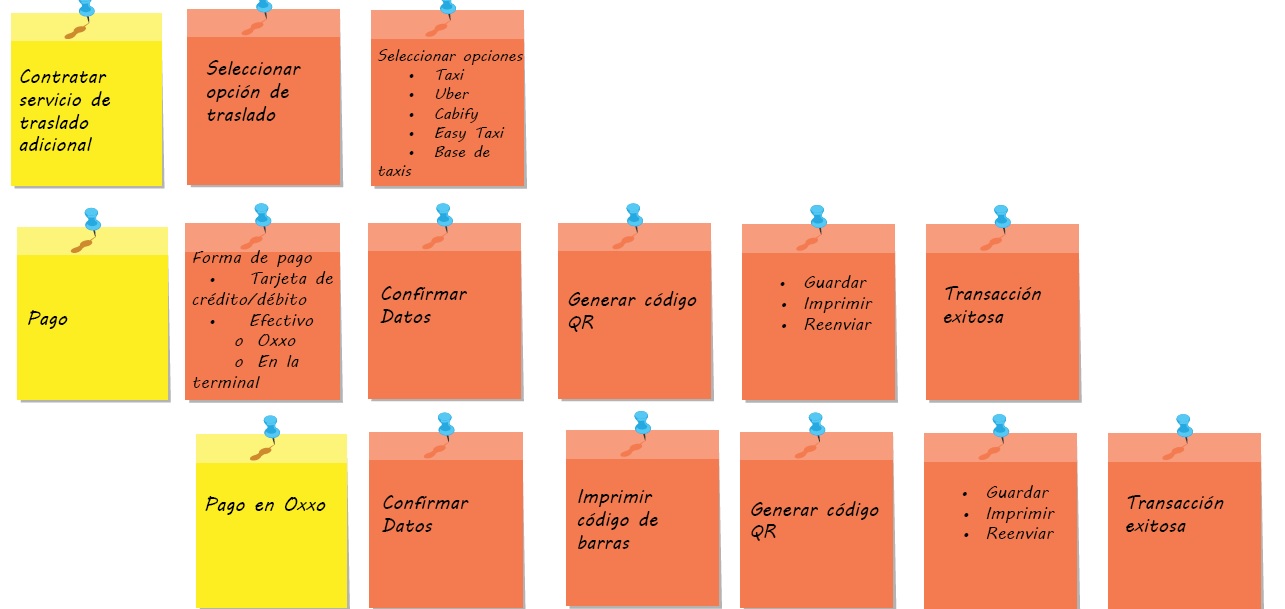 Contratar
servicio de
traslado
adicional
Seleccionar
opción de
traslado
Seleccionar opciones
• Taxi
• Uber
• Cabify
• Easy Taxi
• Base de
taxis
Pago
Forma de pago
• Tarjeta de
crédito/débito
• Efectivo
o Oxxo
o En la
terminal
Confirmar
Datos
Generar código
QR
• Guardar
• Imprimir
• Reenviar
Transacción
exitosa
Pago en Oxxo
Confirmar
Datos
Imprimir
código de
barras
Generar código
QR
• Guardar
• Imprimir
• Reenviar
Transacción
exitosa